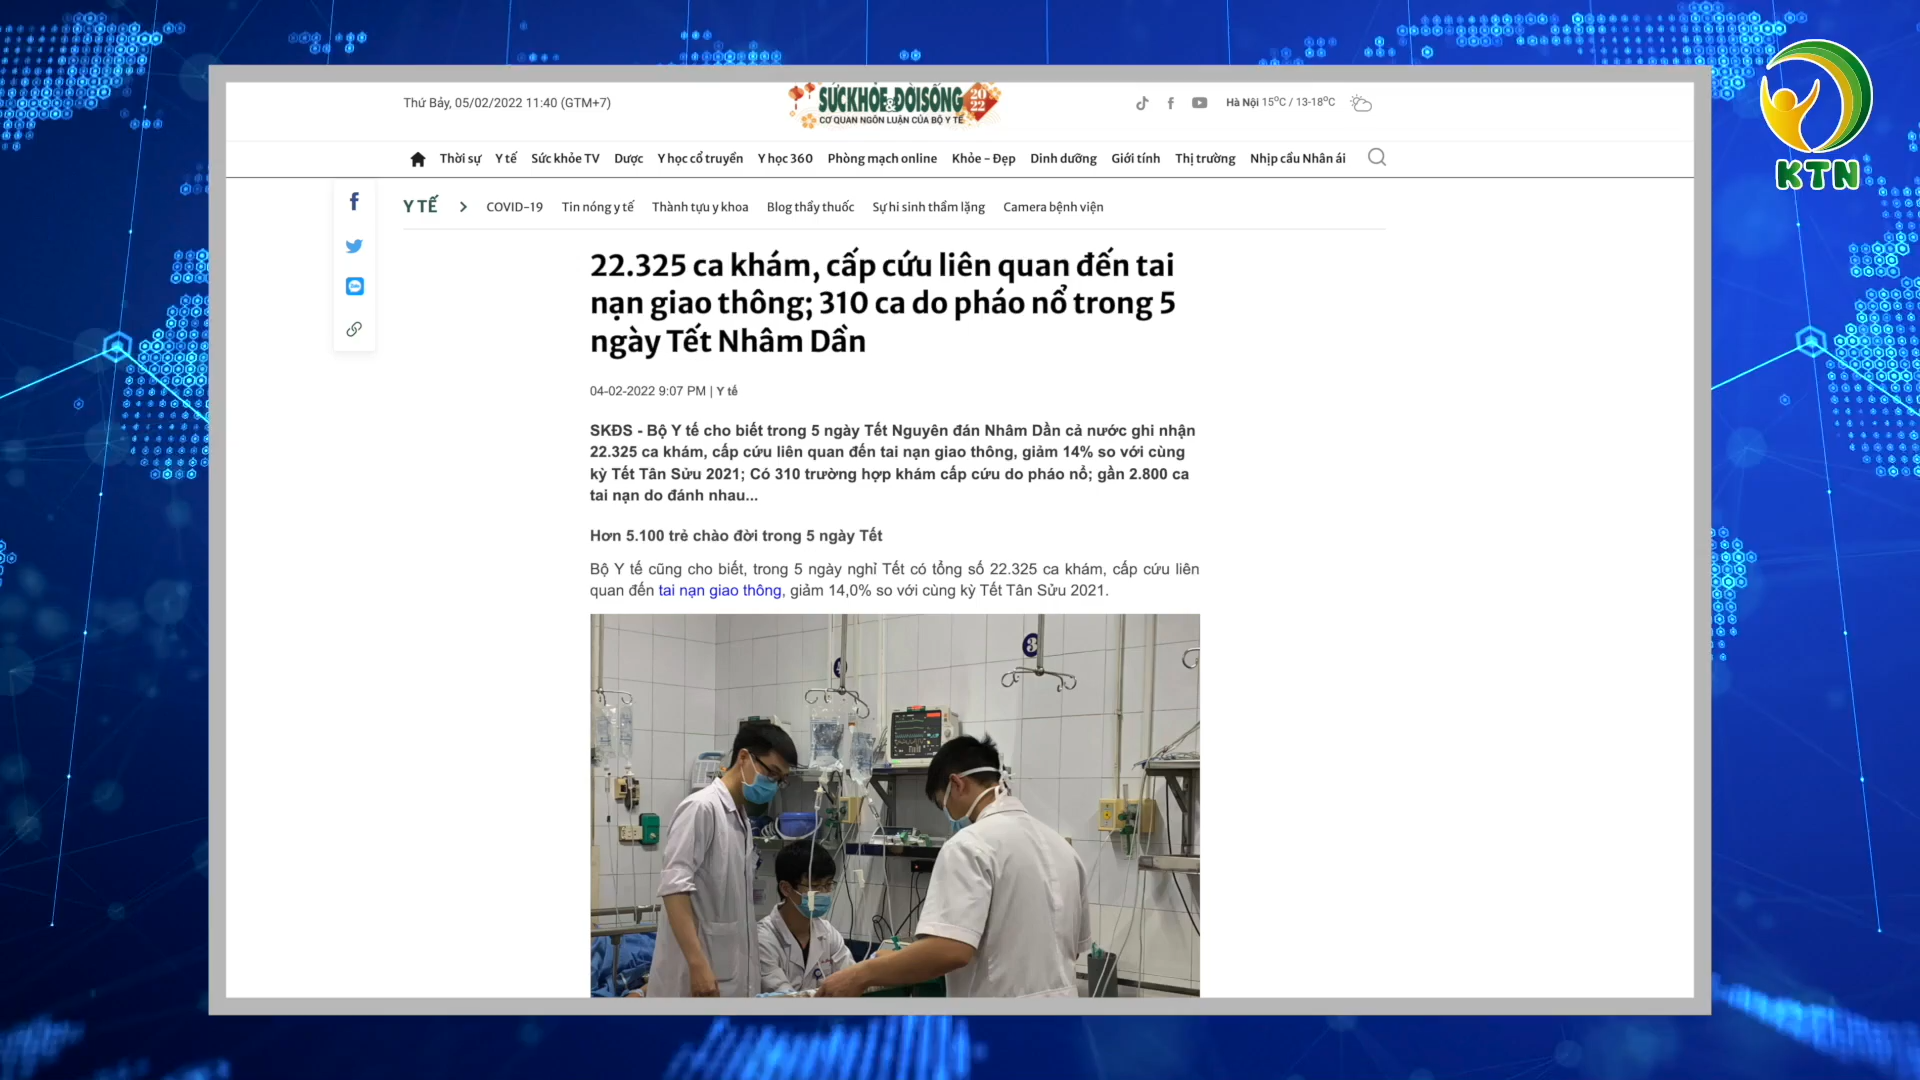 Thứ Bảy, 05/02/2022 11:40 (GTM+7)
SỨC KHỎE & ĐỜI SỐNG 2022
CƠ QUAN NGÔN LUẬN CỦA BỘ Y TẾ
Hà Nội 15°C / 13-18°C
KTN
Thời sự Y tế Sức khỏe TV Dược Y học cổ truyền Y học 360 Phòng mạch online Khỏe - Đẹp Dinh dưỡng Giới tính Thị trường Nhịp cầu Nhân ái
Y TẾ > COVID-19 Tin nóng y tế Thành tựu y khoa Blog thầy thuốc Sự hi sinh thầm lặng Camera bệnh viện
22.325 ca khám, cấp cứu liên quan đến tai
nạn giao thông; 310 ca do pháo nổ trong 5
ngày Tết Nhâm Dần
04-02-2022 9:07 PM | Y tế
SKĐS - Bộ Y tế cho biết trong 5 ngày Tết Nguyên đán Nhâm Dần cả nước ghi nhận
22.325 ca khám, cấp cứu liên quan đến tai nạn giao thông, giảm 14% so với cùng
kỳ Tết Tân Sửu 2021; Có 310 trường hợp khám cấp cứu do pháo nổ; gần 2.800 ca
tai nạn do đánh nhau...
Hơn 5.100 trẻ chào đời trong 5 ngày Tết
Bộ Y tế cũng cho biết, trong 5 ngày nghỉ Tết có tổng số 22.325 ca khám, cấp cứu liên
quan đến tai nạn giao thông, giảm 14,0% so với cùng kỳ Tết Tân Sửu 2021.
3